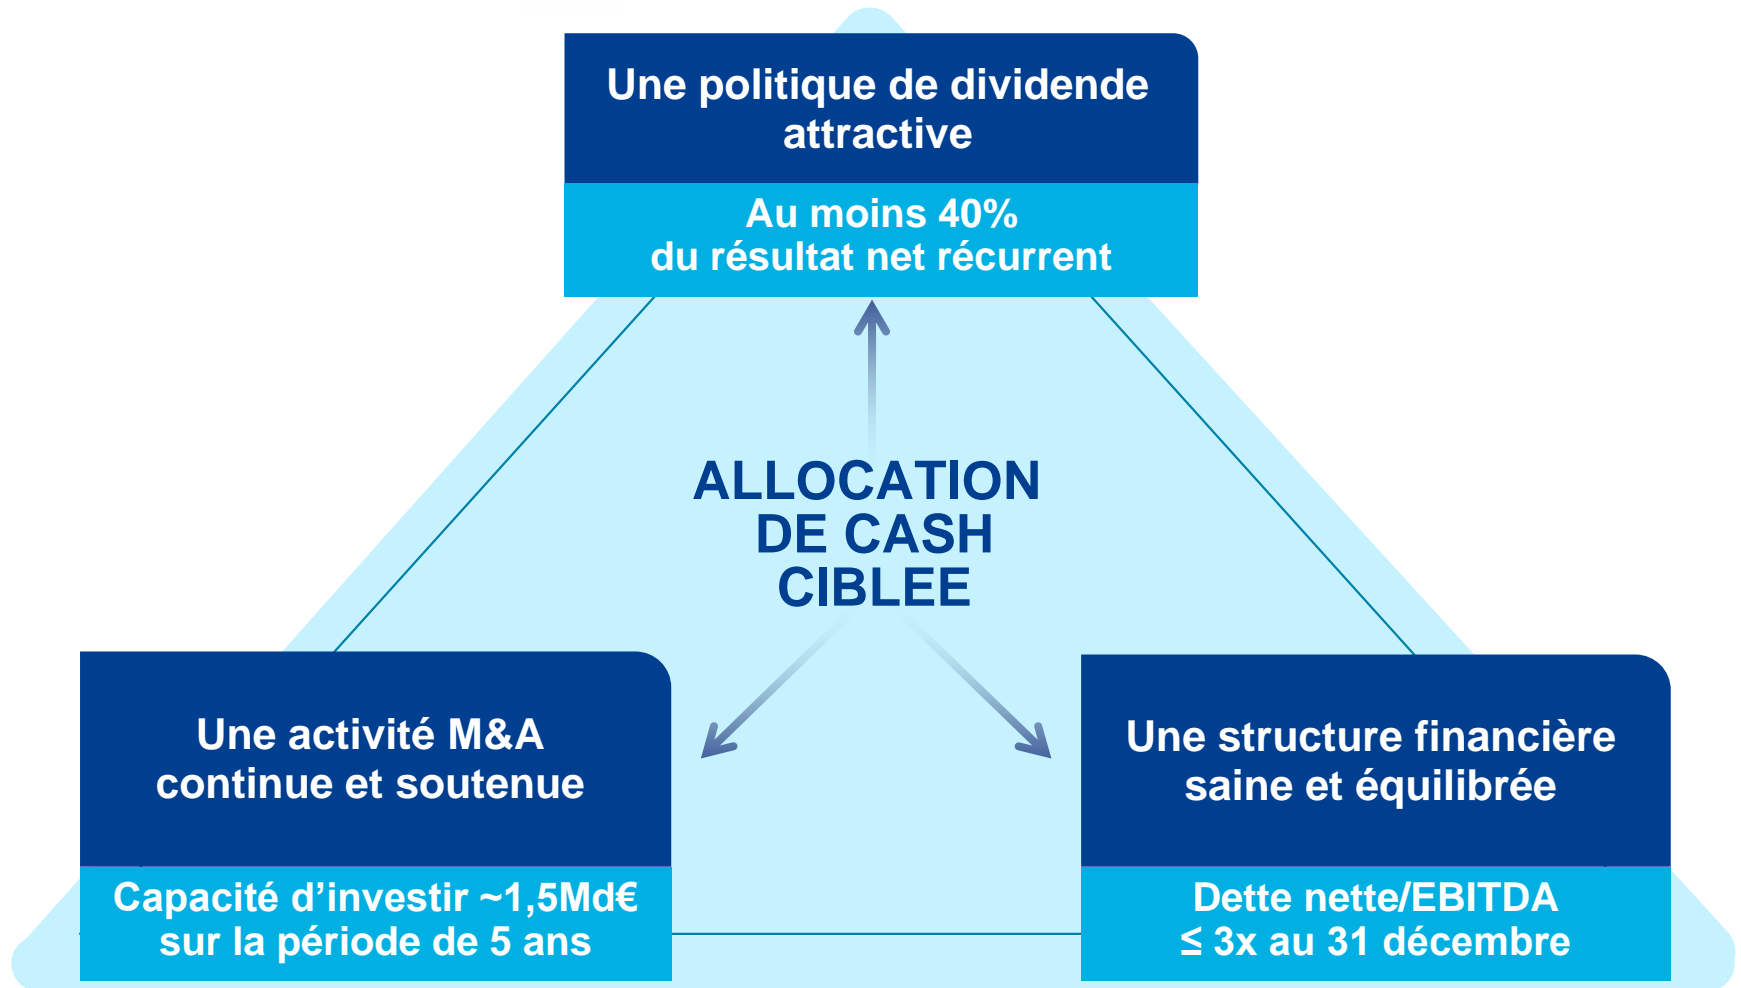 Une politique de dividende
attractive
Au moins 40%
du résultat net récurrent
ALLOCATION
DE CASH
CIBLEE
Une activité M&A
continue et soutenue
Capacité d’investir ~1,5Md€
sur la période de 5 ans
Une structure financière
saine et équilibrée
Dette nette/EBITDA
≤ 3x au 31 décembre